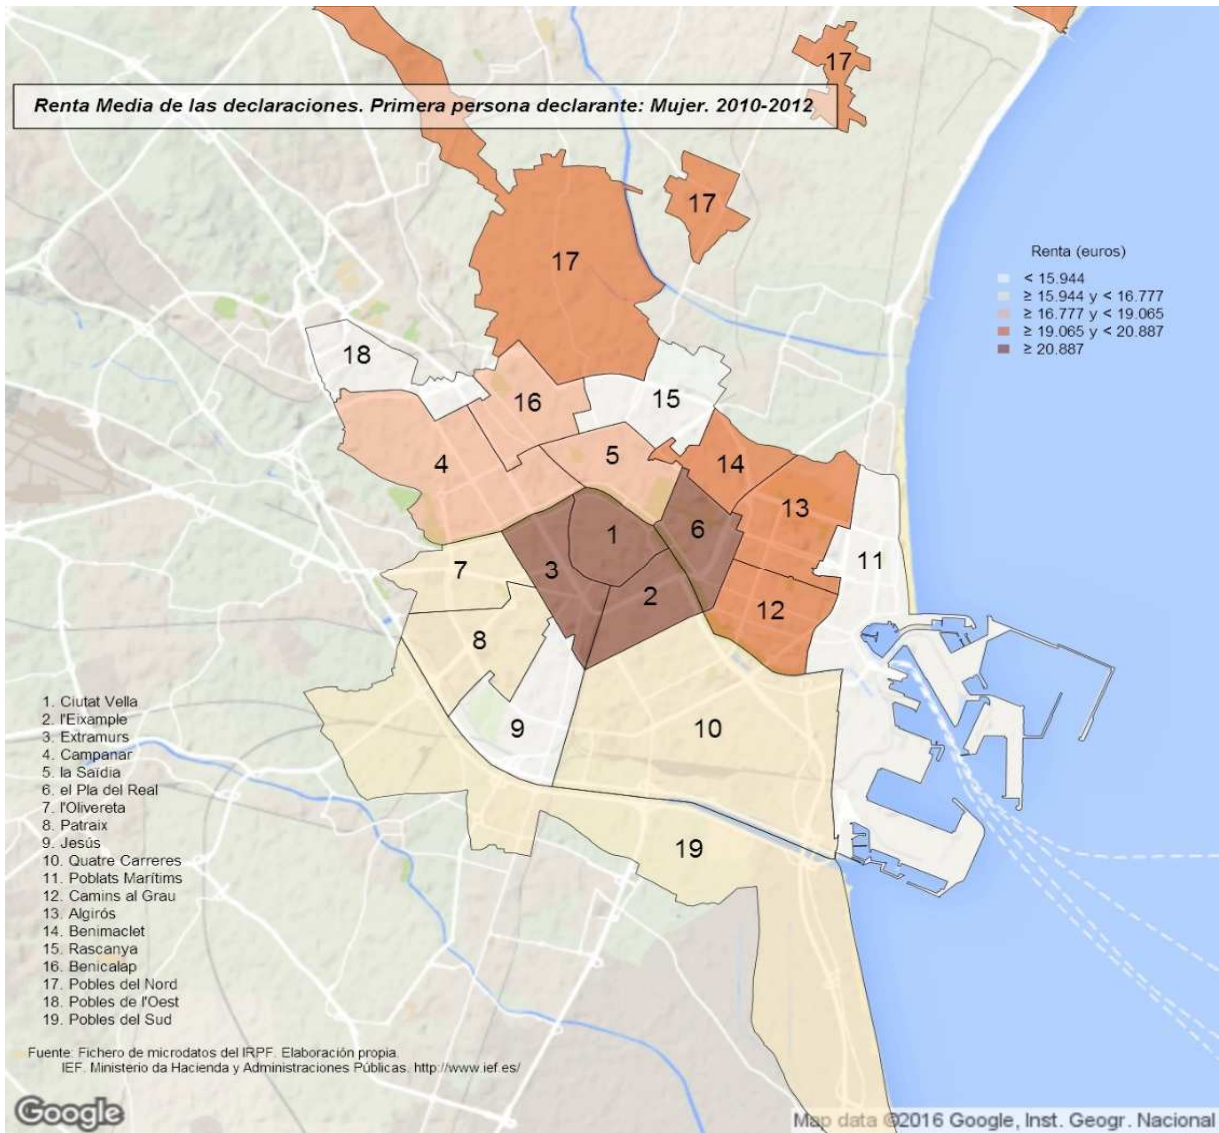 17
Renta Media de las declaraciones. Primera persona declarante: Mujer. 2010-2012
17
17
Renta (euros)
< 15.944
≥ 15.944 y < 16.777
≥ 16.777 y < 19.065
≥ 19.065 y < 20.887
≥ 20.887
18
16
15
5
4
14
13
6
1
11
3
7
2
12
8
9
10
19
1. Ciutat Vella
2. l'Eixample
3. Extramurs
4. Campanar
5. la Saïdia
6. el Pla del Real
7. l'Olivereta
8. Patraix
9. Jesús
10. Quatre Carreres
11. Poblats Marítims
12. Camins al Grau
13. Algirós
14. Benimaclet
15. Rascanya
16. Benicalap
17. Pobles del Nord
18. Pobles de l'Oest
19. Pobles del Sud
Fuente: Fichero de microdatos del IRPF. Elaboración propia.
IEF. Ministerio da Hacienda y Administraciones Públicas. http://www.ief.es/
Google
Map data ©2016 Google, Inst. Geogr. Nacional